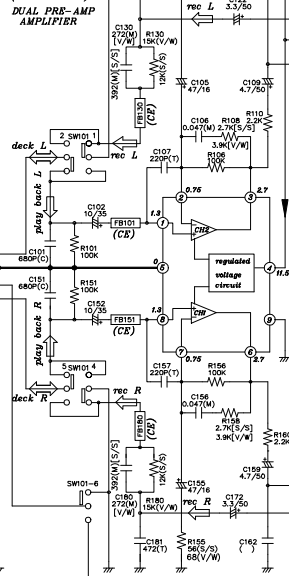 DUAL PRE-AMP
AMPLIFIER
rec L
3.3/50
C130
272(M)
[V/W]
R130
15K(V/W)
392(M)[S/S]
12K(S/S)
C105
47/16
C109
4.7/50
FB130
(CE)
C106
0.047(M)
R108
2.7K[S/S]
3.9K[V/W]
R110
2.2K
2 SW101 1
deck L
rec L
C107
220P(T)
R106
100K
play back L
C102
10/35
FB101
(CE)
1.3
1
2
0.75
3
2.7
CH2
C101
680P(C)
R101
100K
0
5
regulated
voltage
circuit
4
11.5
C151
680P(C)
R151
100K
C152
10/35
FB151
(CE)
1.3
8
CH1
9
play back R
7
0.75
6
2.7
5 SW101 4
deck R
rec R
C157
220P(T)
R156
100K
C156
0.047(M)
R158
2.7K[S/S]
3.9K[V/W]
R160
2.2K
FB180
(CE)
392(M)[S/S]
12K(S/S)
C159
4.7/50
SW101-6
C180
272(M)
[V/W]
R180
15K(V/W)
C155
47/16
rec R
C172
3.3/50
C181
472(T)
R155
56(S/S)
68(V/W)
C162
( )